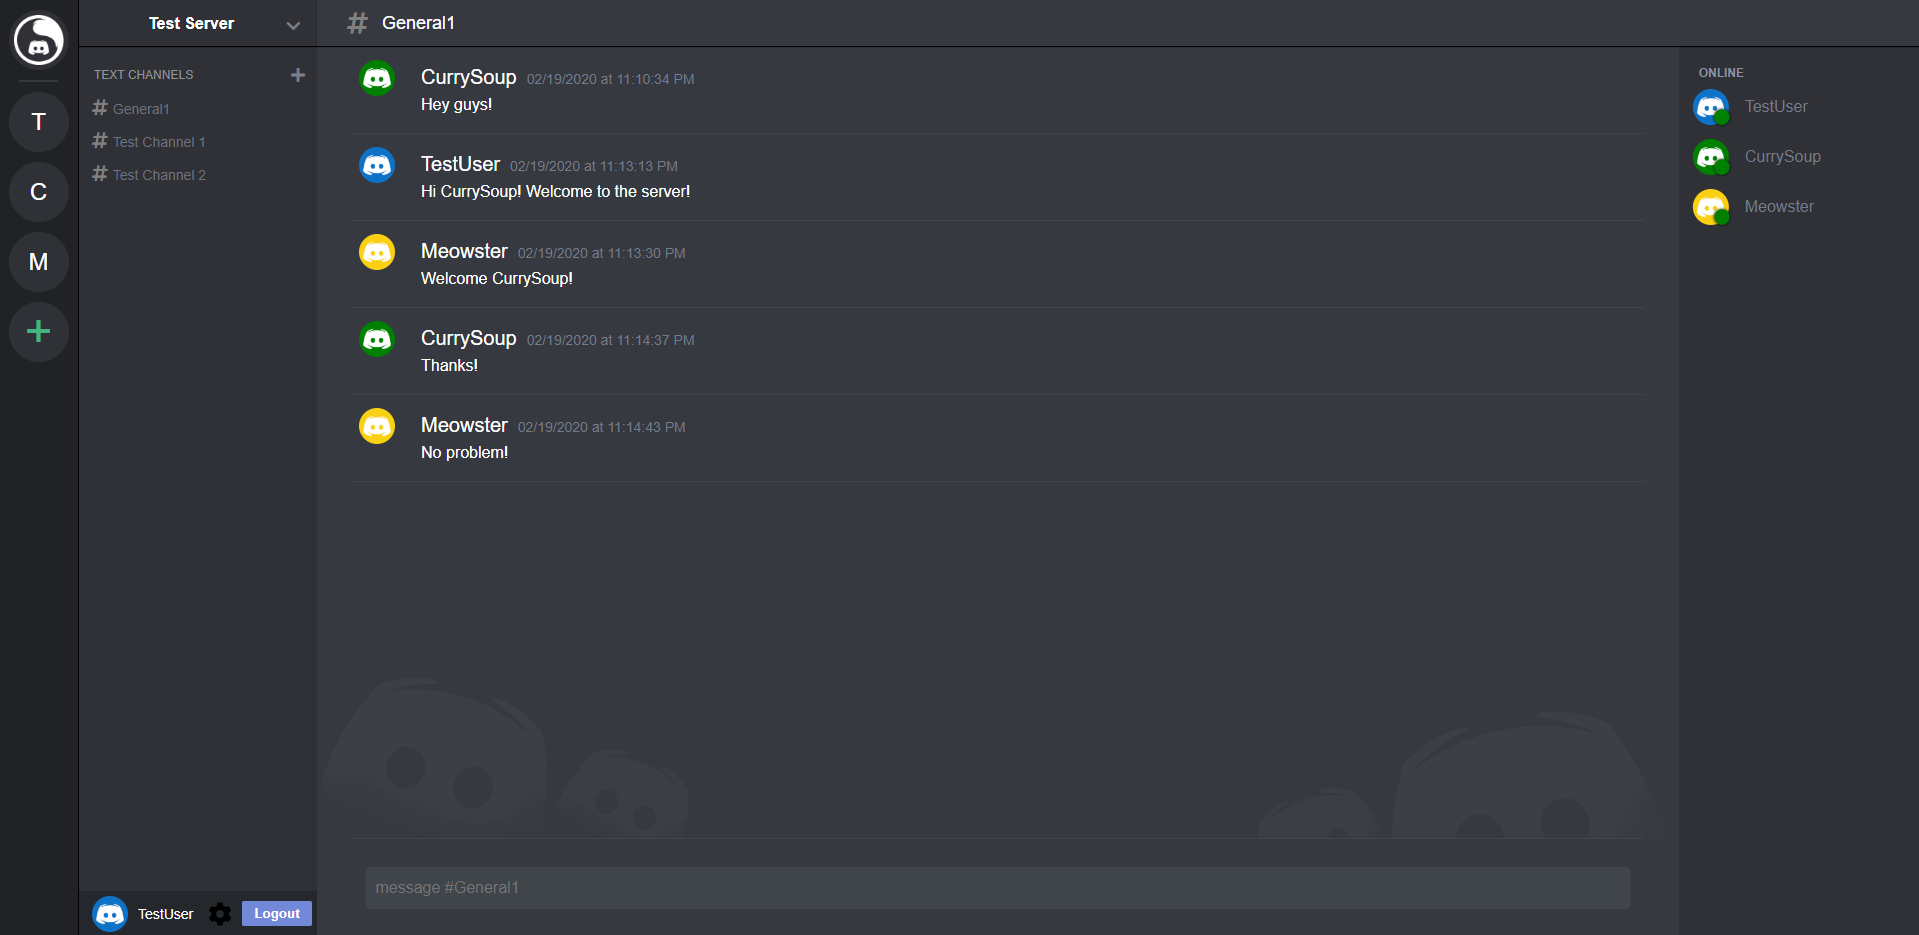 T
C
M
Test Server
TEXT CHANNELS
General1
Test Channel 1
Test Channel 2
TestUser
Logout
# General1
CurrySoup 02/19/2020 at 11:10:34 PM
Hey guys!
TestUser 02/19/2020 at 11:13:13 PM
Hi CurrySoup! Welcome to the server!
Meowster 02/19/2020 at 11:13:30 PM
Welcome CurrySoup!
CurrySoup 02/19/2020 at 11:14:37 PM
Thanks!
Meowster 02/19/2020 at 11:14:43 PM
No problem!
message #General1
ONLINE
TestUser
CurrySoup
Meowster